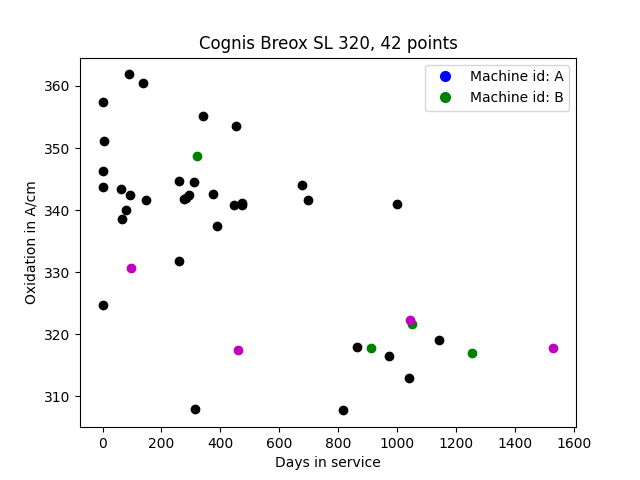 Cognis Breox SL 320, 42 points
Machine id: A
Machine id: B
Oxidation in A/cm
360
350
340
330
320
310
0 200 400 600 800 1000 1200 1400 1600
Days in service